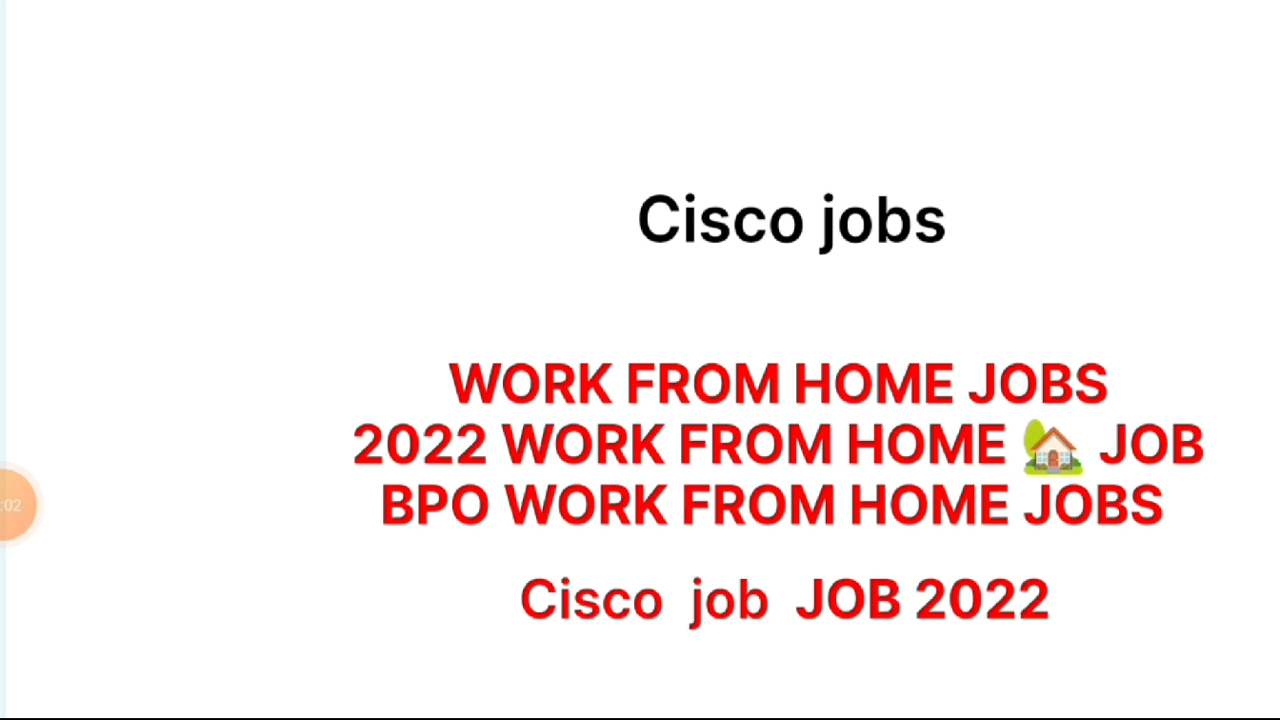 Cisco jobs
WORK FROM HOME JOBS
2022 WORK FROM HOME 🏡 JOB
BPO WORK FROM HOME JOBS
Cisco job JOB 2022
:02